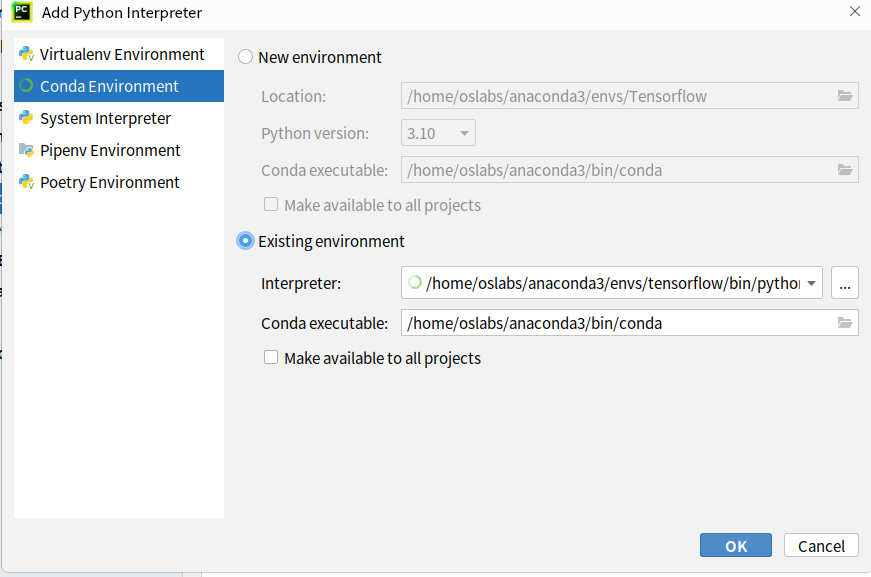 PC
Add Python Interpreter
Virtualenv Environment
Conda Environment
System Interpreter
Pipenv Environment
Poetry Environment
New environment
Location: /home/oslabs/anaconda3/envs/Tensorflow
Python version: 3.10
Conda executable: /home/oslabs/anaconda3/bin/conda
Make available to all projects
Existing environment
Interpreter: /home/oslabs/anaconda3/envs/tensorflow/bin/pytho ...
Conda executable: /home/oslabs/anaconda3/bin/conda
Make available to all projects
OK Cancel